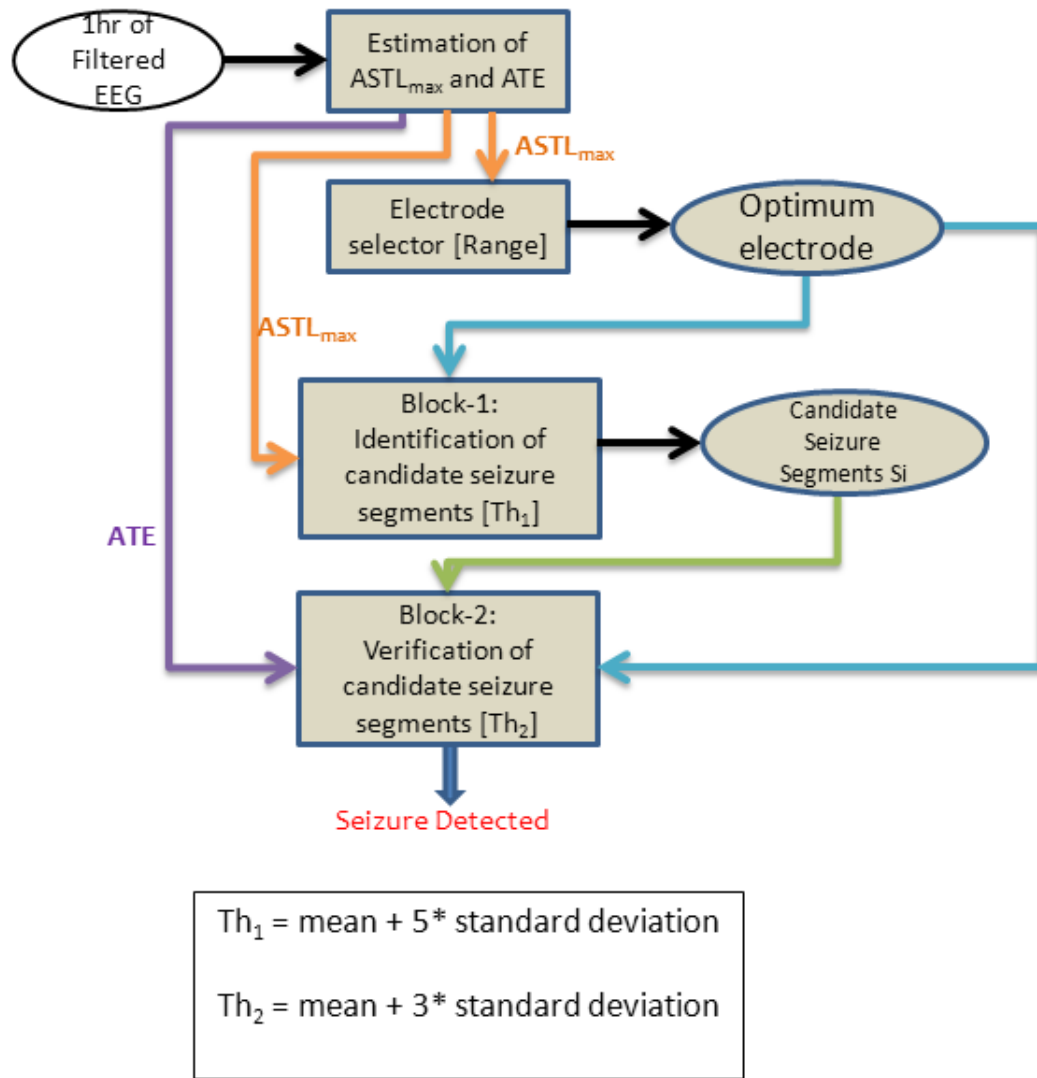 1hr of
Filtered
EEG
Estimation of
ASTLmax and ATE
ASTLmax
Electrode
selector [Range]
Optimum
electrode
ASTLmax
Block-1:
Identification of
candidate seizure
segments [Th1]
Candidate
Seizure
Segments Si
ATE
Block-2:
Verification of
candidate seizure
segments [Th2]
Seizure Detected
Th1 = mean + 5* standard deviation
Th2 = mean + 3* standard deviation